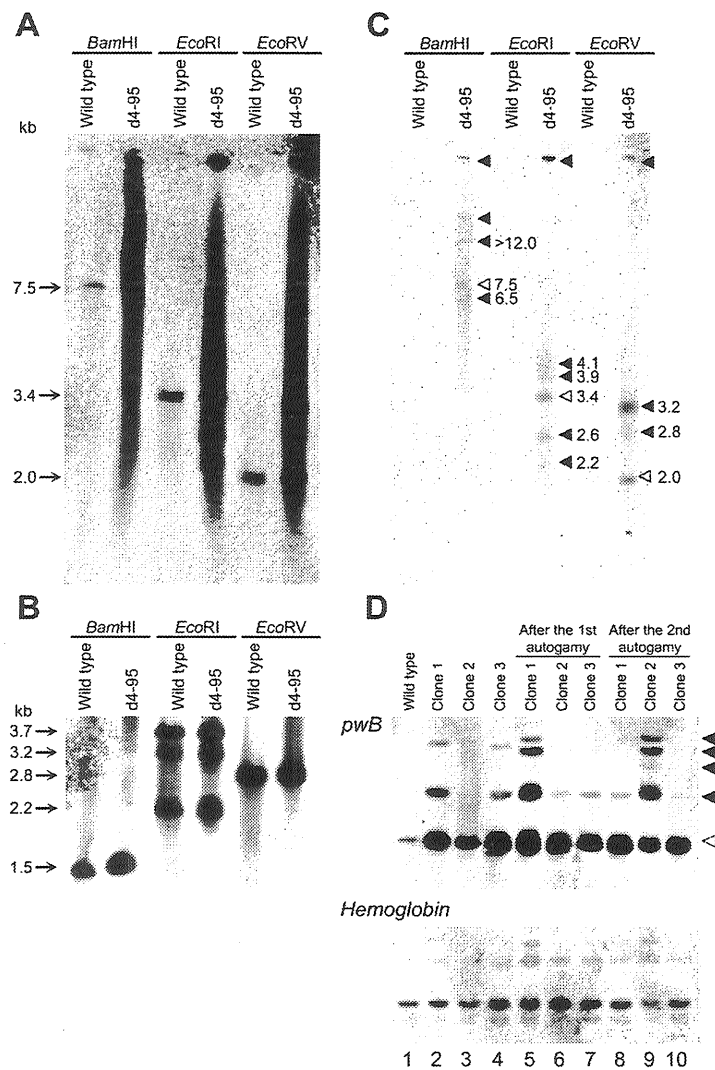 A
BamHI EcoRI EcoRV
Wild type d4-95 Wild type d4-95 Wild type d4-95
kb
7.5
3.4
2.0
C
BamHI EcoRI EcoRV
Wild type d4-95 Wild type d4-95 Wild type d4-95
>12.0
7.5
6.5
4.1
3.9
3.4
2.6
2.2
3.2
2.8
2.0
B
BamHI EcoRI EcoRV
Wild type d4-95 Wild type d4-95 Wild type d4-95
kb
3.7
3.2
2.8
2.2
1.5
D
After the 1st autogamy
After the 2nd autogamy
Wild type Clone 1 Clone 2 Clone 3 Clone 1 Clone 2 Clone 3 Clone 1 Clone 2 Clone 3
pwB
Hemoglobin
1 2 3 4 5 6 7 8 9 10